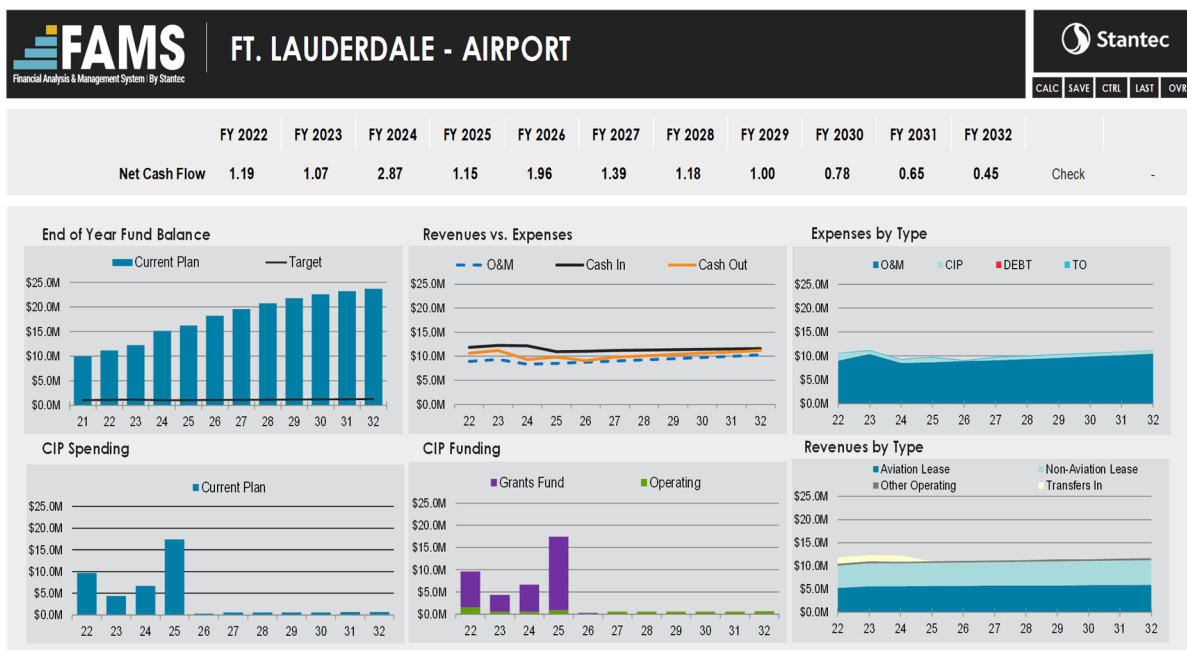 FAMS
Financial Analysis & Management System | By Stantec
FT. LAUDERDALE - AIRPORT
Stantec
CALC SAVE CTRL LAST OVR
FY 2022 FY 2023 FY 2024 FY 2025 FY 2026 FY 2027 FY 2028 FY 2029 FY 2030 FY 2031 FY 2032
Net Cash Flow 1.19 1.07 2.87 1.15 1.96 1.39 1.18 1.00 0.78 0.65 0.45 Check -
End of Year Fund Balance
Current Plan Target
$25.0M
$20.0M
$15.0M
$10.0M
$5.0M
$0.0M
21 22 23 24 25 26 27 28 29 30 31 32
Revenues vs. Expenses
O&M Cash In Cash Out
$25.0M
$20.0M
$15.0M
$10.0M
$5.0M
$0.0M
22 23 24 25 26 27 28 29 30 31 32
Expenses by Type
O&M CIP DEBT TO
$25.0M
$20.0M
$15.0M
$10.0M
$5.0M
$0.0M
22 23 24 25 26 27 28 29 30 31 32
CIP Spending
Current Plan
$25.0M
$20.0M
$15.0M
$10.0M
$5.0M
$0.0M
22 23 24 25 26 27 28 29 30 31 32
CIP Funding
Grants Fund Operating
$25.0M
$20.0M
$15.0M
$10.0M
$5.0M
$0.0M
22 23 24 25 26 27 28 29 30 31 32
Revenues by Type
Aviation Lease Non-Aviation Lease
Other Operating Transfers In
$25.0M
$20.0M
$15.0M
$10.0M
$5.0M
$0.0M
22 23 24 25 26 27 28 29 30 31 32